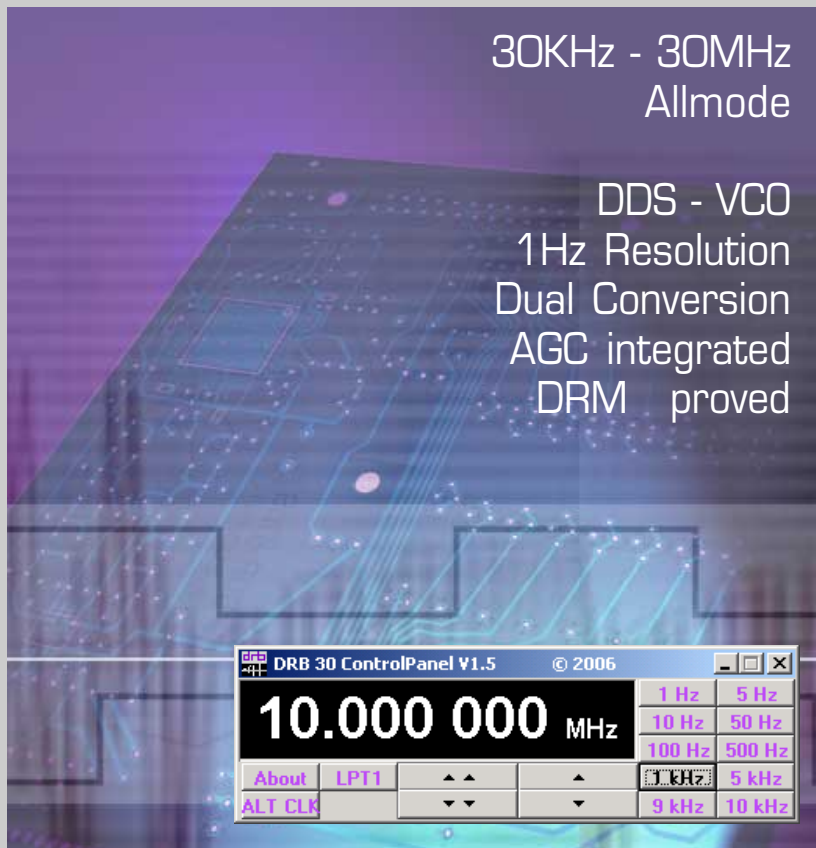 30KHz - 30MHz
Allmode
DDS - VCO
1Hz Resolution
Dual Conversion
AGC integrated
DRM proved
drb
DRB 30 ControlPanel V1.5 © 2006
10.000 000 MHz
1 Hz 5 Hz
10 Hz 50 Hz
100 Hz 500 Hz
About LPT1 1 kHz 5 kHz
ALT CLK 9 kHz 10 kHz